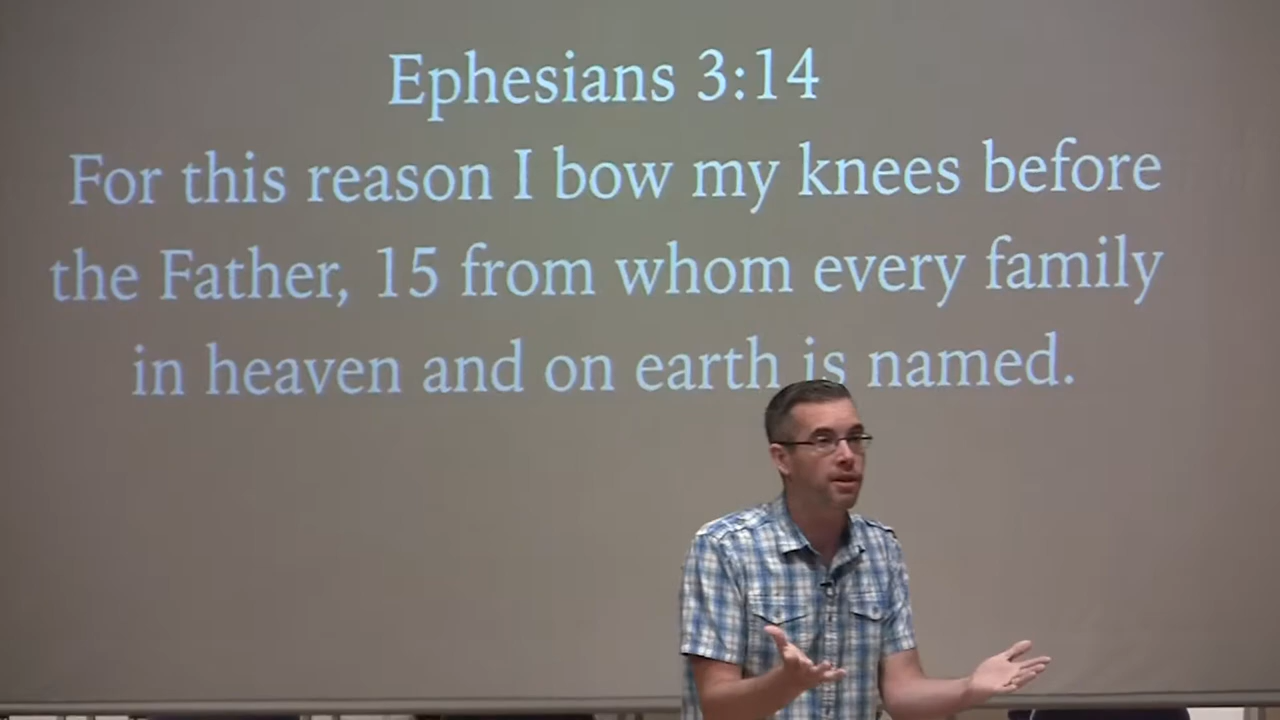 Ephesians 3:14
For this reason I bow my knees before
the Father, 15 from whom every family
in heaven and on earth is named.